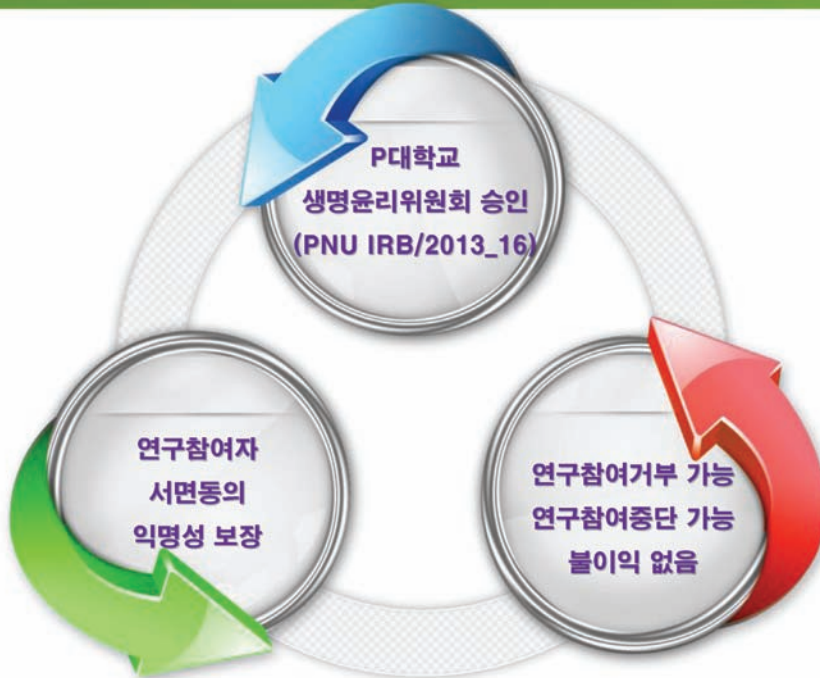 P대학교
생명윤리위원회 승인
(PNU IRB/2013_16)
연구참여자
서면동의
익명성 보장
연구참여거부 가능
연구참여중단 가능
불이익 없음